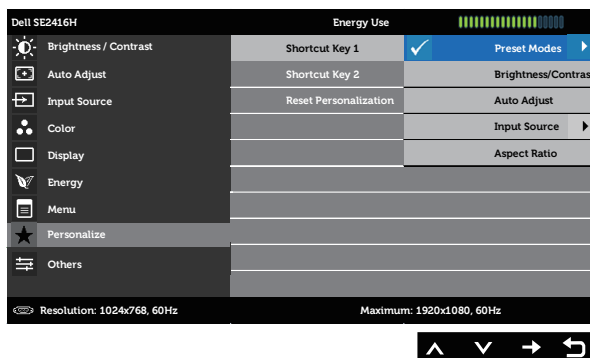 Dell SE2416H Energy Use
Brightness / Contrast Shortcut Key 1 Preset Modes
Auto Adjust Shortcut Key 2 Brightness/Contras
Input Source Reset Personalization Auto Adjust
Color Input Source
Display Aspect Ratio
Energy
Menu
Personalize
Others
Resolution: 1024x768, 60Hz Maximum: 1920x1080, 60Hz